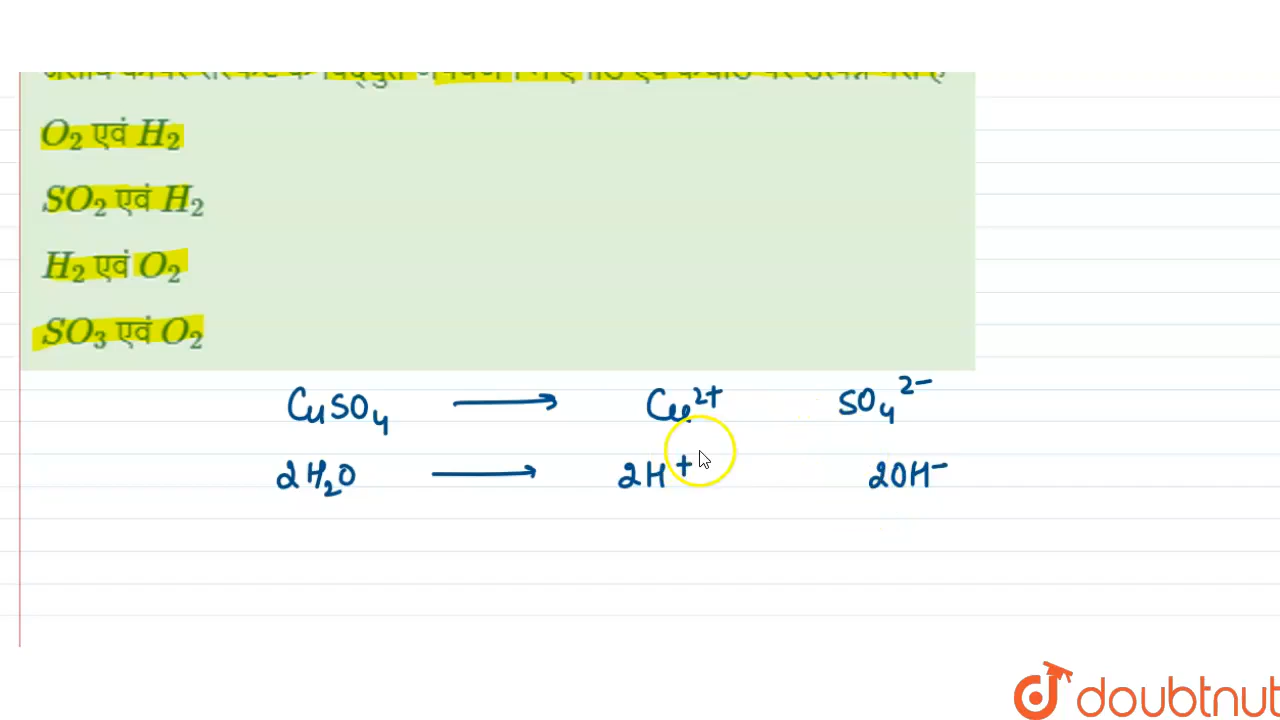 O₂ एवं H₂
SO₂ एवं H₂
H₂ एवं O₂
SO₃ एवं O₂
CuSO₄ ⟶ Cu²⁺ SO₄²⁻
2H₂O ⟶ 2H⁺ 2OH⁻
doubtnut